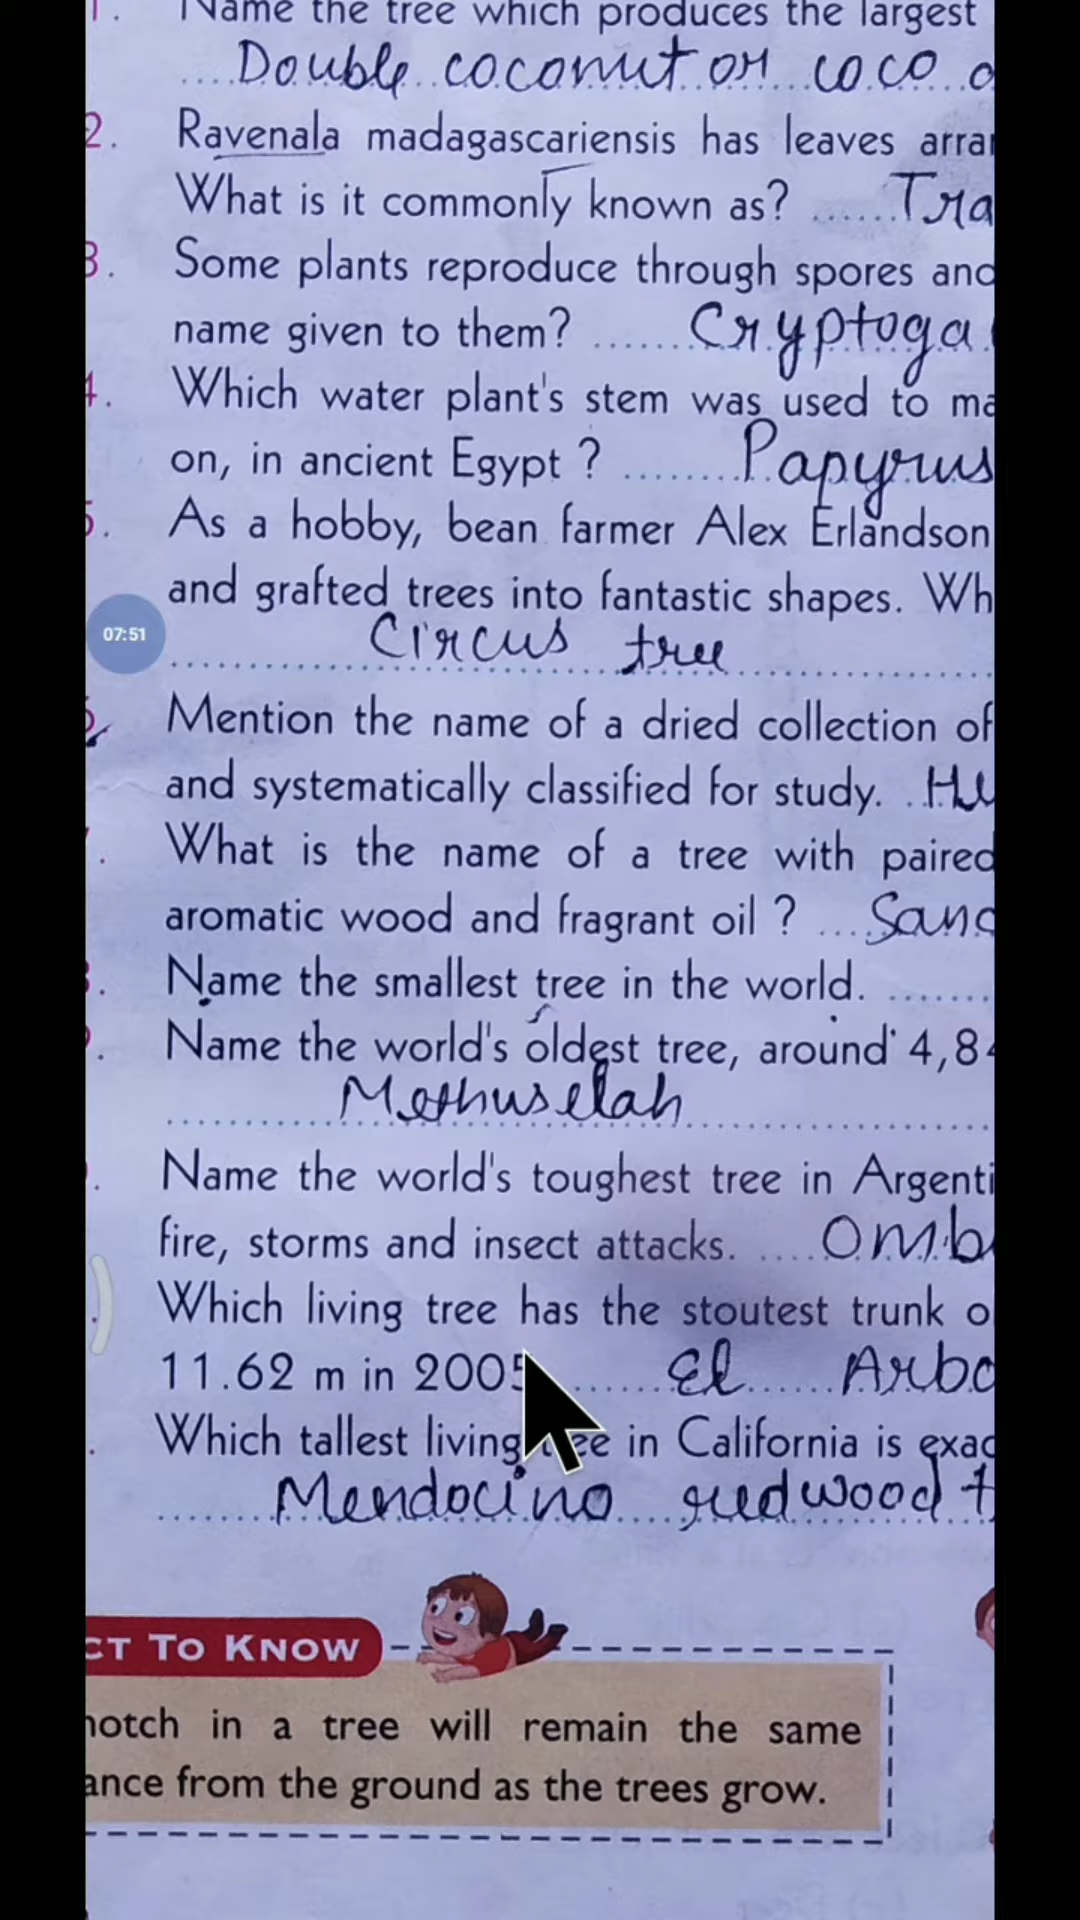 Name the tree which produces the largest
Double coconut or coco
2. Ravenala madagascariensis has leaves
What is it commonly known as?
3. Some plants reproduce through spores and
name given to them? Cryptoga
4. Which water plant's stem was used to
on, in ancient Egypt ? Papyrus
5. As a hobby, bean farmer Alex Erlandson
and grafted trees into fantastic shapes.
07:51
Circus tree
Mention the name of a dried collection of
and systematically classified for study.
What is the name of a tree with paired
aromatic wood and fragrant oil ?
Name the smallest tree in the world.
Name the world's oldest tree, around 4,8
Methuselah
Name the world's toughest tree in Argenti
fire, storms and insect attacks. Omb
Which living tree has the stoutest trunk
11.62 m in 2005 El Arbo
Which tallest living in California is
Mendocino redwood
CT TO KNOW
notch in a tree will remain the same
ance from the ground as the trees grow.